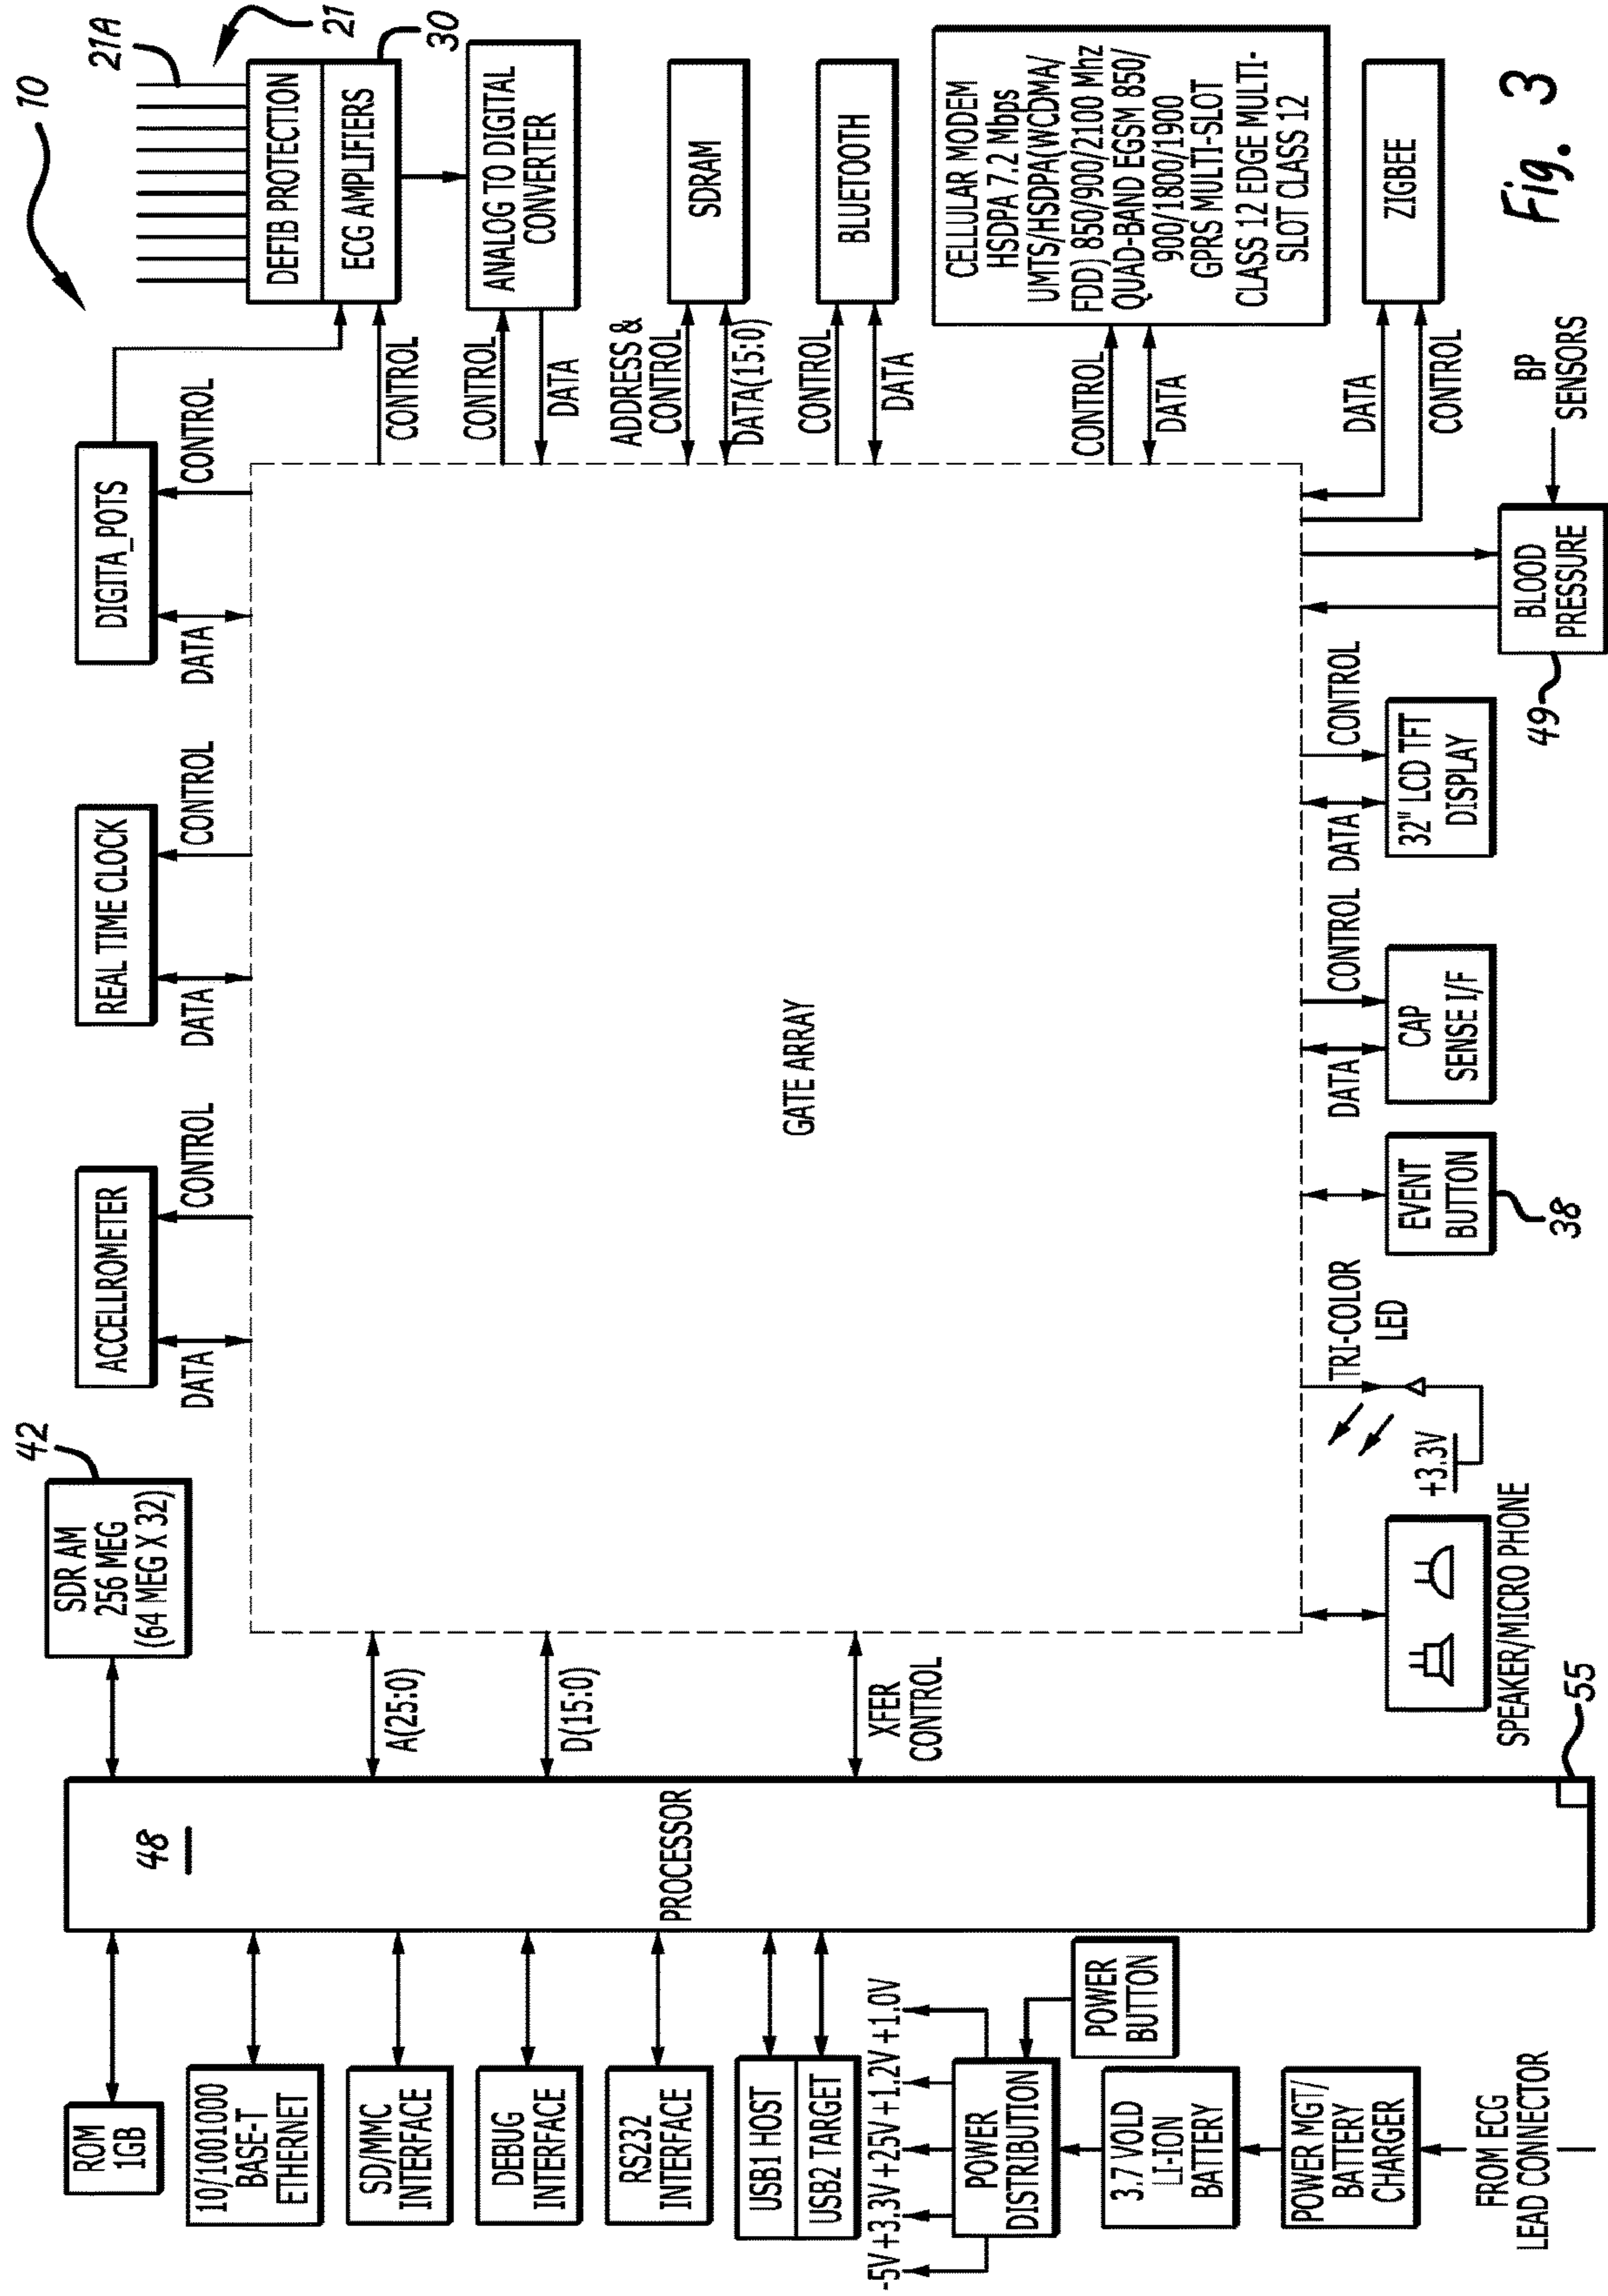 10
42
SDR AM
256 MEG
(64 MEG X 32)
ACCELLROMETER
REAL TIME CLOCK
DIGITA_POTS
21A
21
DATA
CONTROL
DATA
CONTROL
DATA
CONTROL
DEFIB PROTECTION
ECG AMPLIFIERS
30
CONTROL
ROM
1GB
10/1001000
BASE-T
ETHERNET
SD/MMC
INTERFACE
DEBUG
INTERFACE
RS232
INTERFACE
USB1 HOST
USB2 TARGET
48
PROCESSOR
55
A(25:0)
D(15:0)
XFER
CONTROL
GATE ARRAY
CONTROL
DATA
ANALOG TO DIGITAL
CONVERTER
ADDRESS &
CONTROL
DATA(15:0)
SDRAM
CONTROL
DATA
BLUETOOTH
CONTROL
DATA
CELLULAR MODEM
HSDPA 7.2 Mbps
UMTS/HSDPA(WCDMA/
FDD) 850/900/2100 Mhz
QUAD-BAND EGSM 850/
900/1800/1900
GPRS MULTI-SLOT
CLASS 12 EDGE MULTI-
SLOT CLASS 12
DATA
CONTROL
ZIGBEE
-5V +3.3V +25V +1.2V +1.0V
POWER
DISTRIBUTION
POWER
BUTTON
3.7 VOLD
LI-ION
BATTERY
POWER MGT/
BATTERY
CHARGER
FROM ECG
LEAD CONNECTOR
SPEAKER/MICRO PHONE
+3.3V
TRI-COLOR
LED
EVENT
BUTTON
38
DATA
CONTROL
CAP
SENSE I/F
DATA
CONTROL
32" LCD TFT
DISPLAY
BLOOD
PRESSURE
49
BP
SENSORS
Fig. 3